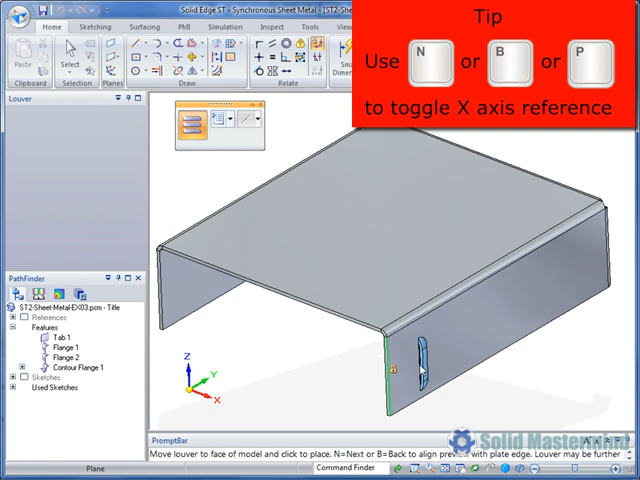 Solid Edge ST - Synchronous Sheet Metal - [ST2-Sheet-Metal
Home
Sketching
Surfacing
PMI
Simulation
Inspect
Tools
Paste
Select
Planes
Clipboard
Selection
Planes
Draw
Relate
Tip
Use N or B or P
to toggle X axis reference
Louver
PathFinder
ST2-Sheet-Metal-EX03.psm - Title
References
Features
Tab 1
Flange 1
Flange 2
Contour Flange 1
Sketches
Used Sketches
Z
Y
X
Solid Mastermind
PromptBar
Move louver to face of model and click to place. N=Next or B=Back to align preview with plate edge. Louver may be further
Plane
Command Finder